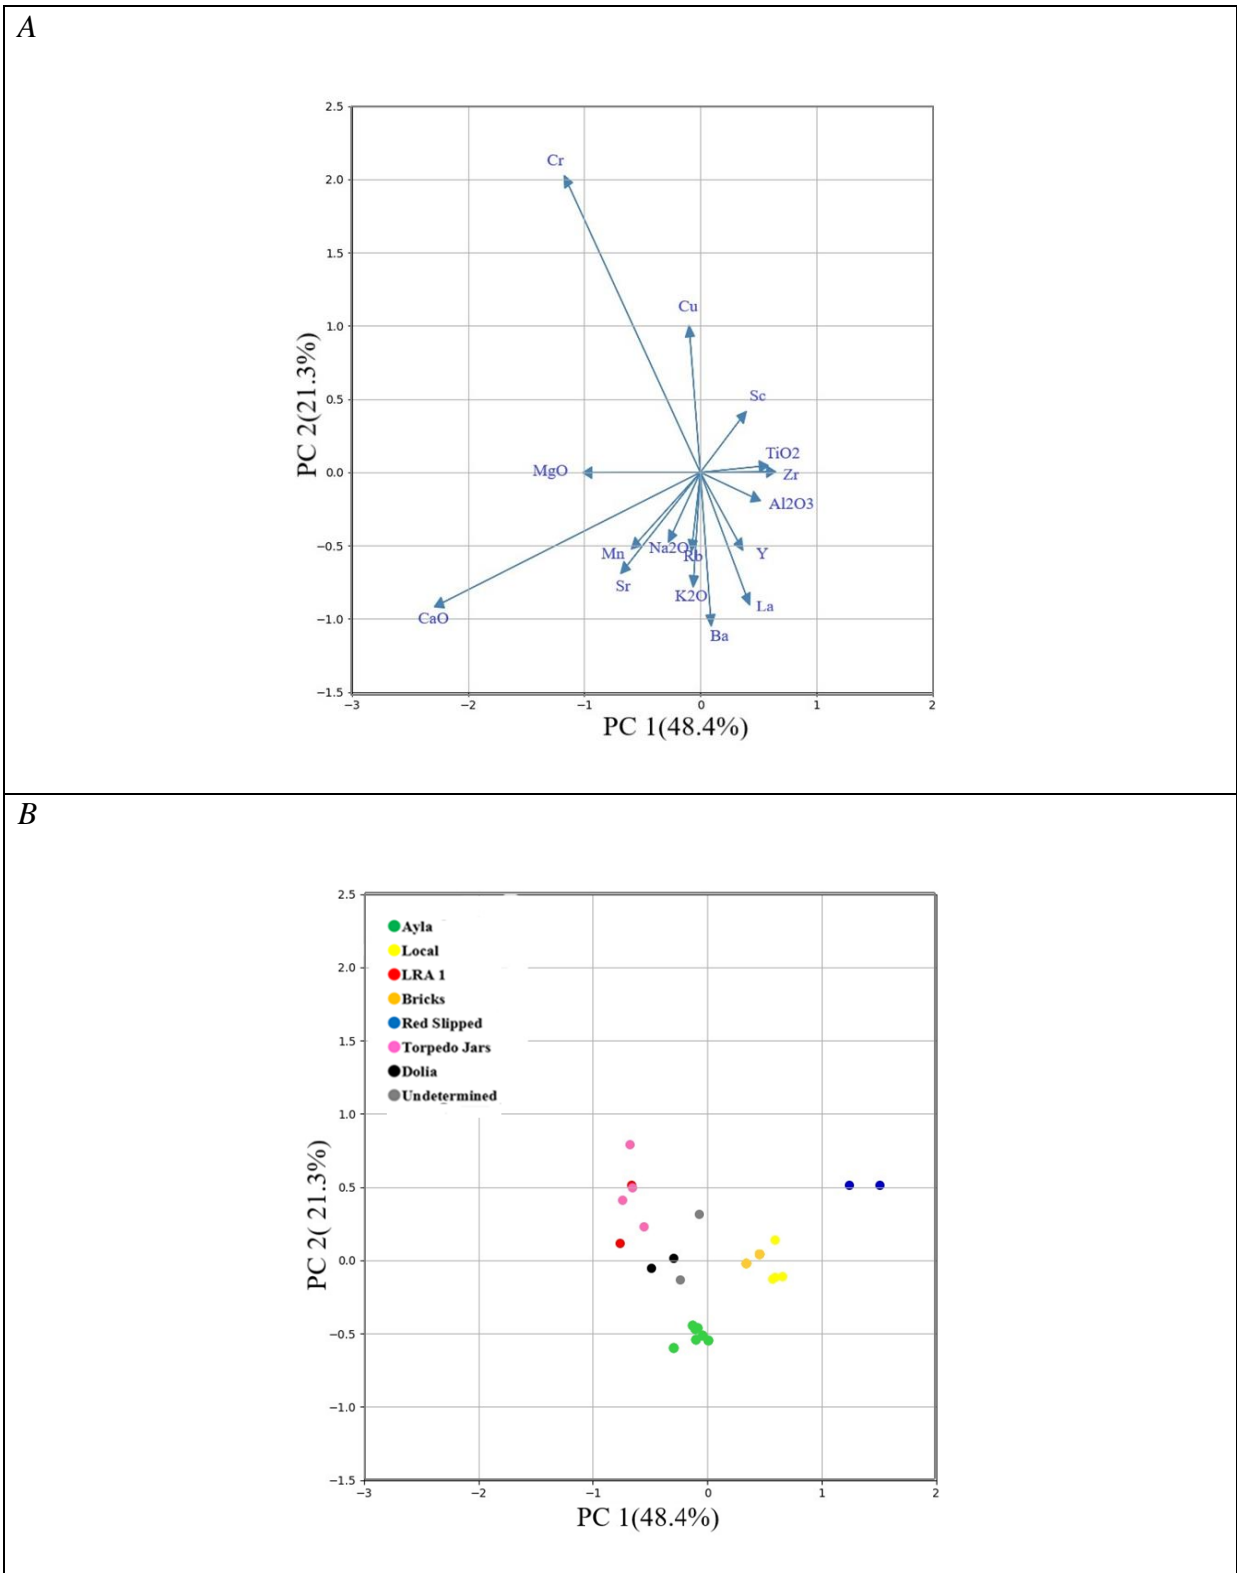 A
2.5
Cr
2.0
1.5
Cu
1.0
Sc
0.5
TiO2
PC 2(21.3%)
0.0
MgO
Zr
Al2O3
−0.5
Mn
Na2O
Rb
Y
Sr
K2O
La
−1.0
CaO
Ba
−1.5
−3
−2
−1
0
1
2
PC 1(48.4%)
B
2.5
Ayla
Local
2.0
LRA 1
Bricks
Red Slipped
1.5
Torpedo Jars
Dolia
Undetermined
1.0
0.5
PC 2( 21.3%)
0.0
−0.5
−1.0
−1.5
−3
−2
−1
0
1
2
PC 1(48.4%)